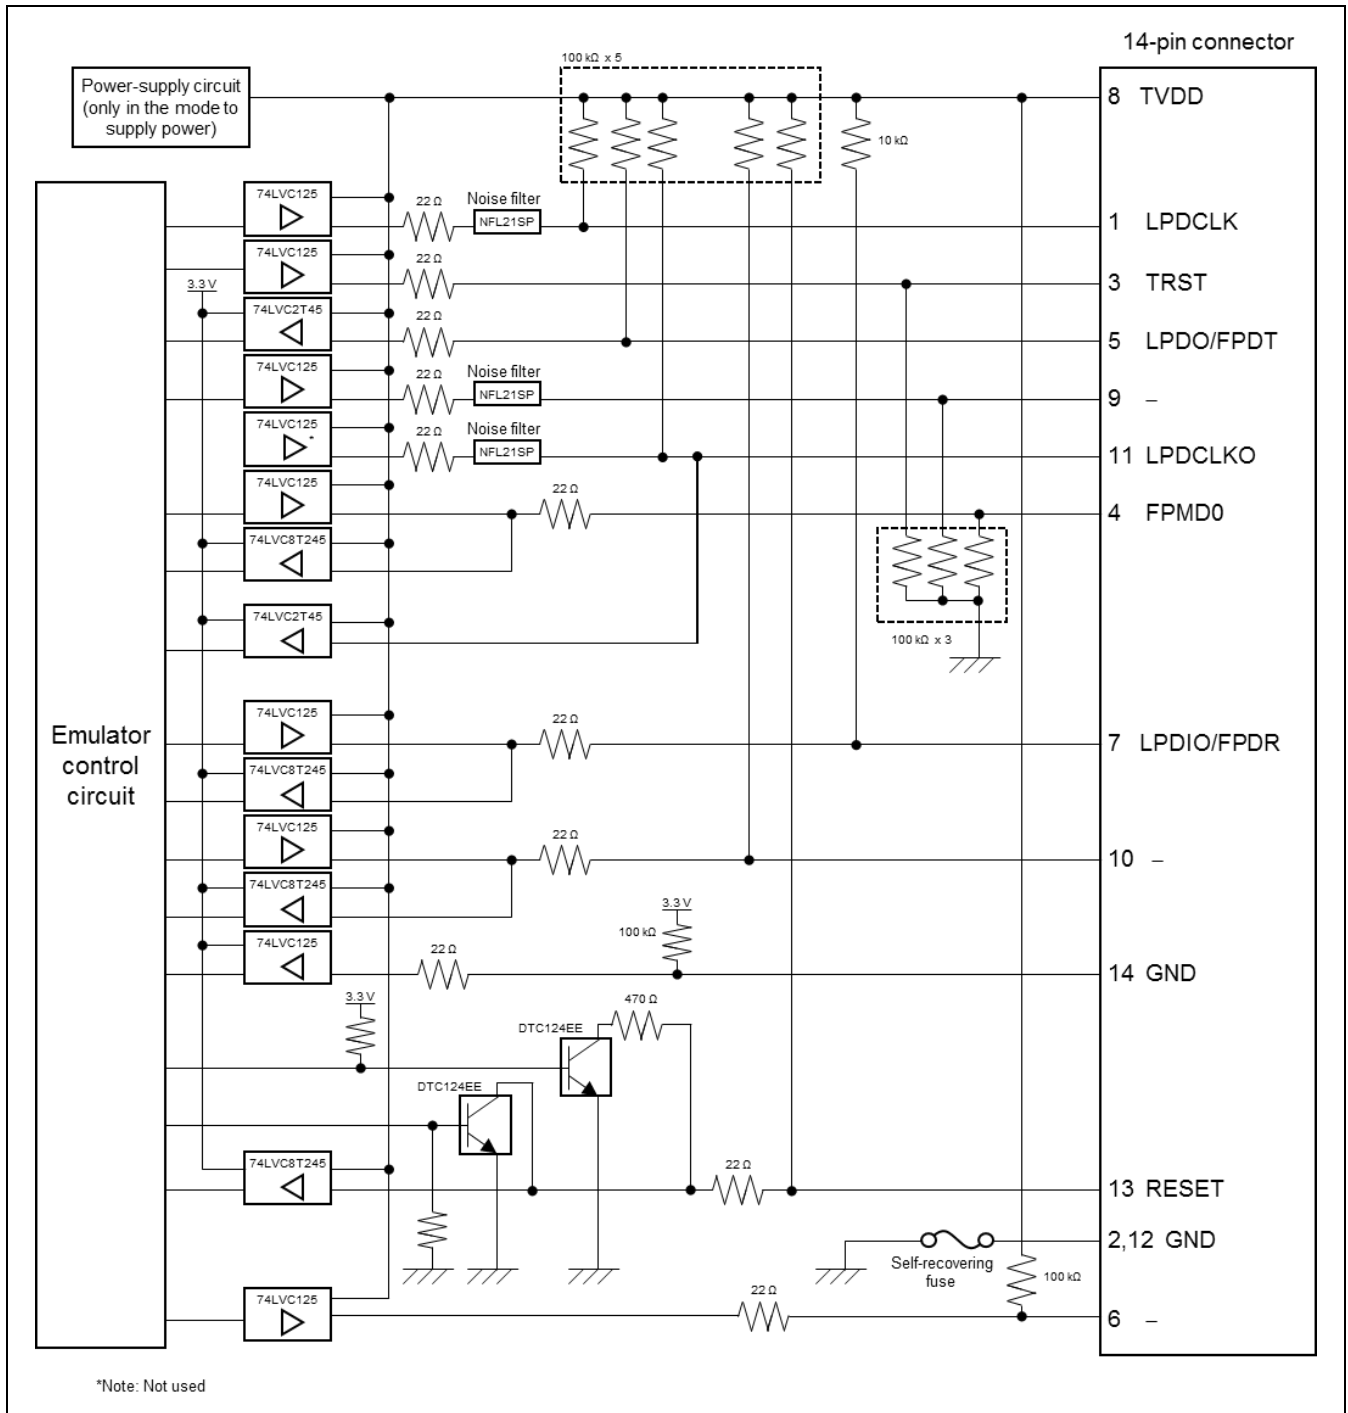 14-pin connector
100 kΩ x 5
Power-supply circuit
(only in the mode to
supply power)
8 TVDD
10 kΩ
74LVC125
22 Ω
Noise filter
NFL21SP
1 LPDCLK
74LVC125
22 Ω
3 TRST
3.3 V
74LVC2T45
22 Ω
5 LPDO/FPDT
74LVC125
22 Ω
Noise filter
NFL21SP
9 –
74LVC125
*
22 Ω
Noise filter
NFL21SP
11 LPDCLKO
74LVC125
22 Ω
4 FPMD0
74LVC8T245
74LVC2T45
100 kΩ x 3
Emulator
control
circuit
74LVC125
22 Ω
7 LPDIO/FPDR
74LVC8T245
74LVC125
22 Ω
10 –
74LVC8T245
3.3 V
100 kΩ
74LVC125
22 Ω
14 GND
3.3 V
470 Ω
DTC124EE
DTC124EE
74LVC8T245
22 Ω
13 RESET
2,12 GND
Self-recovering
fuse
100 kΩ
74LVC125
22 Ω
6 –
*Note: Not used